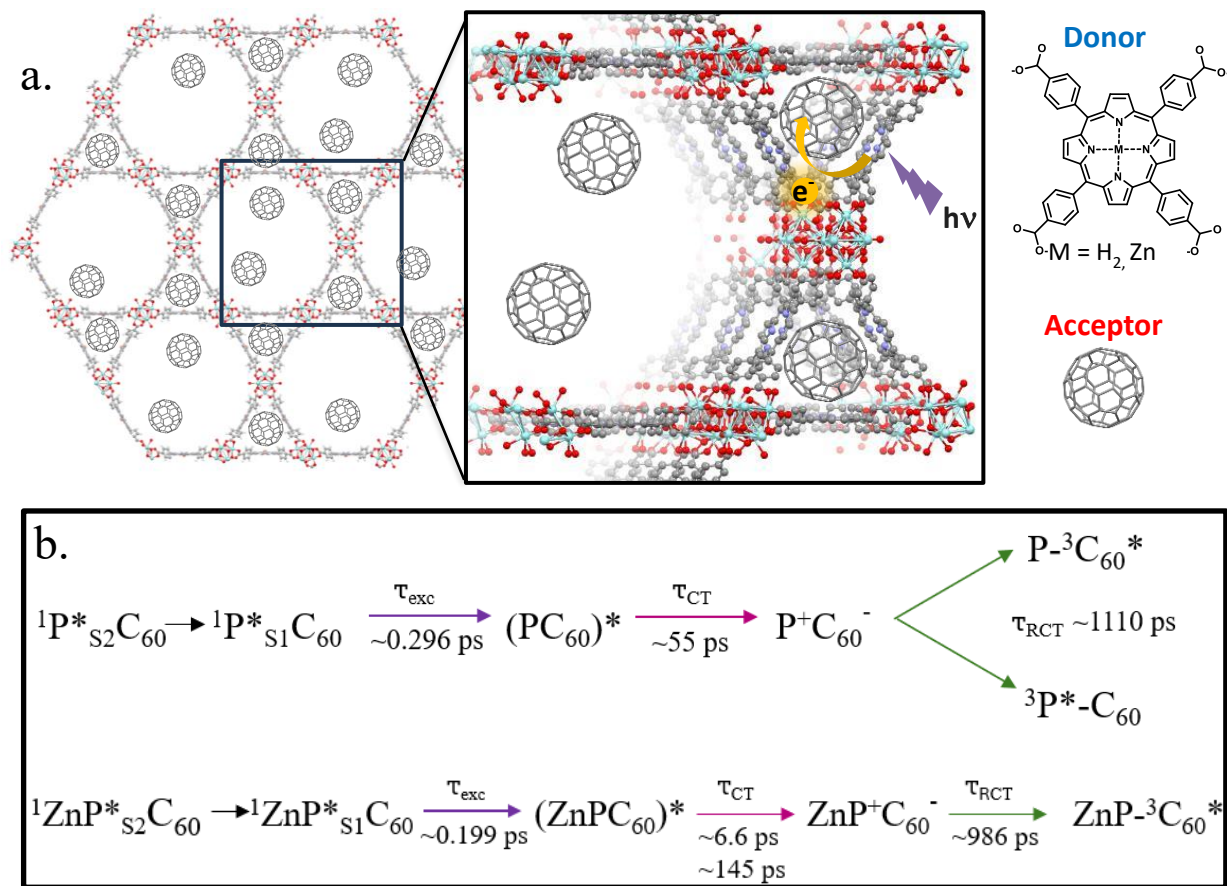 a.
e⁻
hν
Donor
O
-O
O
O-
N
N
M
N
N
O
O-
O
-O
M = H₂, Zn
Acceptor
b.
¹P*S2C₆₀ → ¹P*S1C₆₀ τexc ~0.296 ps (PC₆₀)* τCT ~55 ps P⁺C₆₀⁻
P-³C₆₀*
τRCT ~1110 ps
³P*-C₆₀
¹ZnP*S2C₆₀ → ¹ZnP*S1C₆₀ τexc ~0.199 ps (ZnPC₆₀)* τCT ~6.6 ps ~145 ps ZnP⁺C₆₀⁻ τRCT ~986 ps ZnP-³C₆₀*